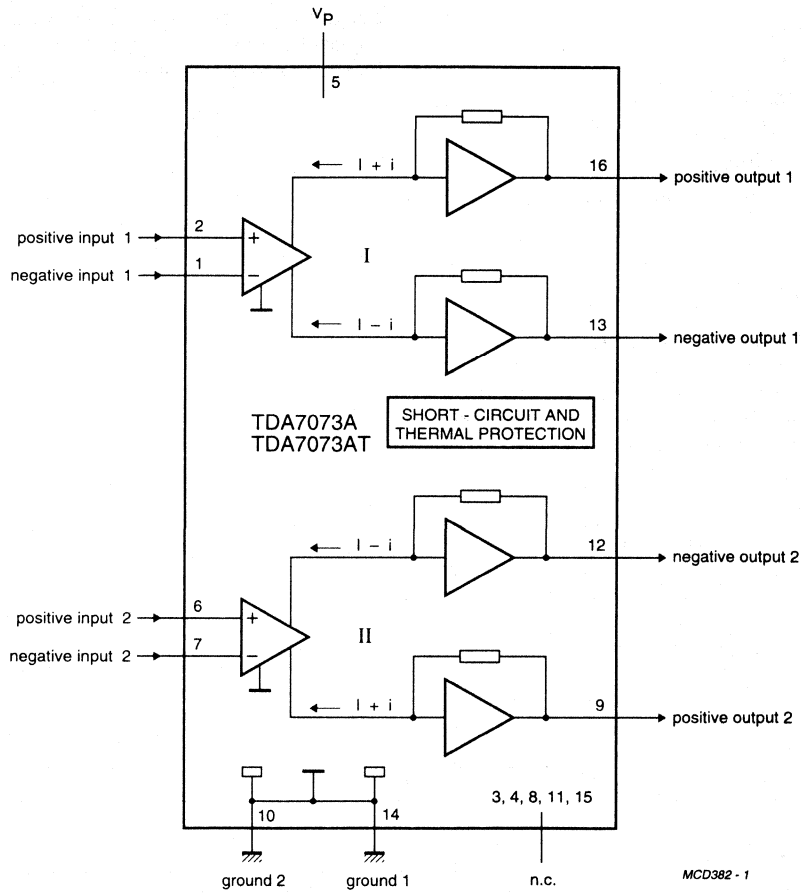 VP
5
I + i
16
positive output 1
positive input 1
2
+
I
negative input 1
1
−
I − i
13
negative output 1
TDA7073A
TDA7073AT
SHORT - CIRCUIT AND
THERMAL PROTECTION
I − i
12
negative output 2
positive input 2
6
+
II
negative input 2
7
−
I + i
9
positive output 2
3, 4, 8, 11, 15
10
14
ground 2
ground 1
n.c.
MCD382 - 1